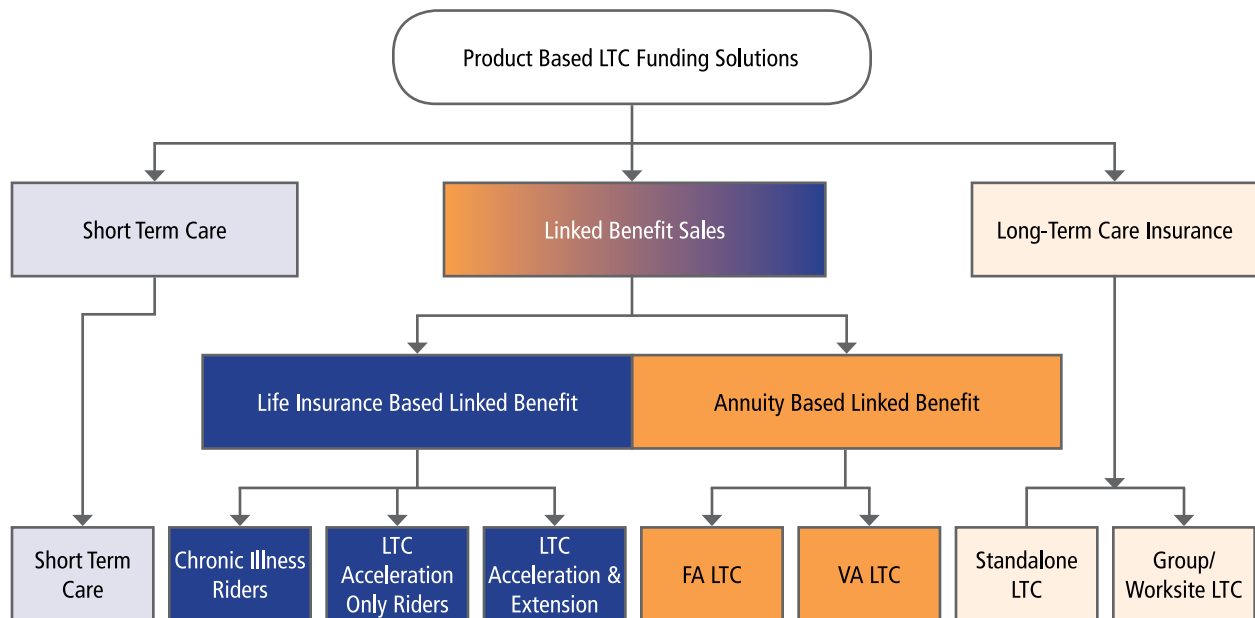 Product Based LTC Funding Solutions
Short Term Care
Linked Benefit Sales
Long-Term Care Insurance
Life Insurance Based Linked Benefit
Annuity Based Linked Benefit
Short Term
Care
Chronic Illness
Riders
LTC
Acceleration
Only Riders
LTC
Acceleration &
Extension
FA LTC
VA LTC
Standalone
LTC
Group/
Worksite LTC